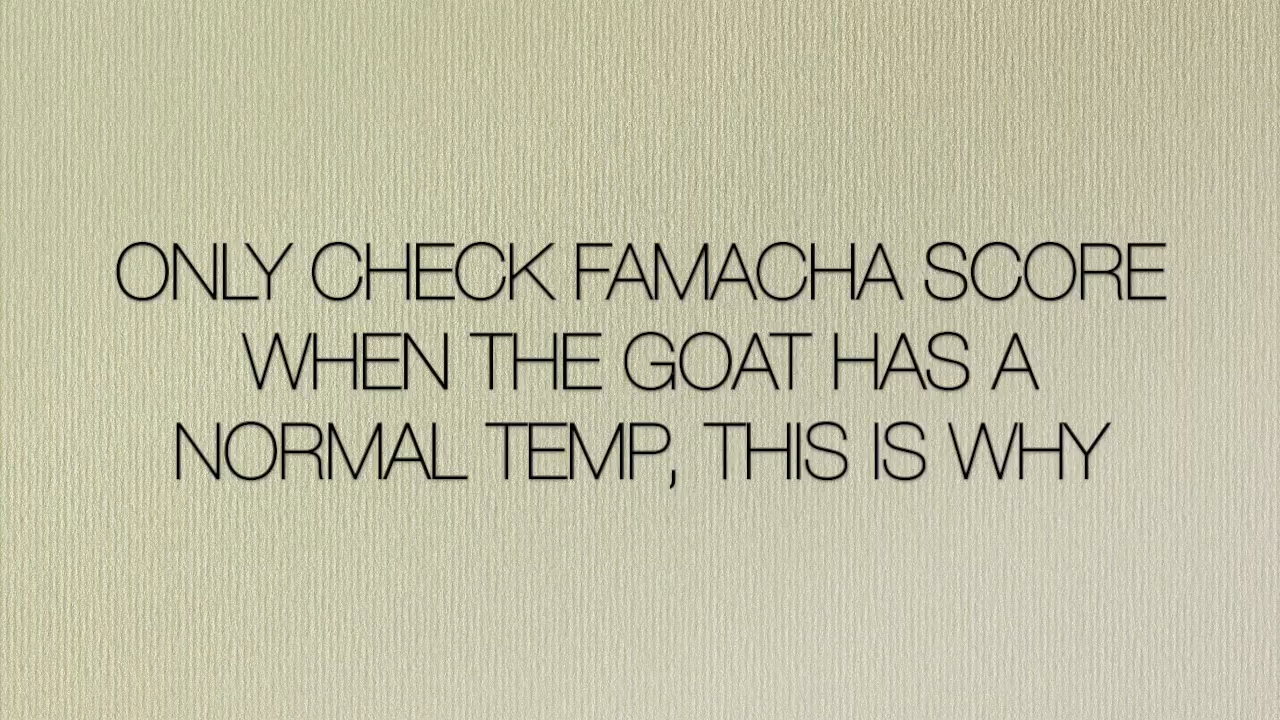 ONLY CHECK FAMACHA SCORE
WHEN THE GOAT HAS A
NORMAL TEMP, THIS IS WHY